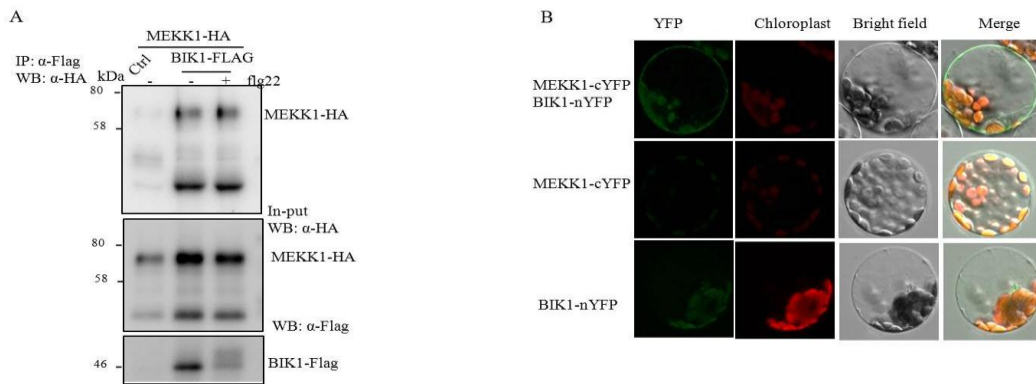 A
MEKK1-HA
Ctrl
BIK1-FLAG
IP: α-Flag
WB: α-HA
kDa
- - + flg22
80
58
MEKK1-HA
In-put
WB: α-HA
80
58
MEKK1-HA
WB: α-Flag
46
BIK1-Flag
B
YFP Chloroplast Bright field Merge
MEKK1-cYFP
BIK1-nYFP
MEKK1-cYFP
BIK1-nYFP